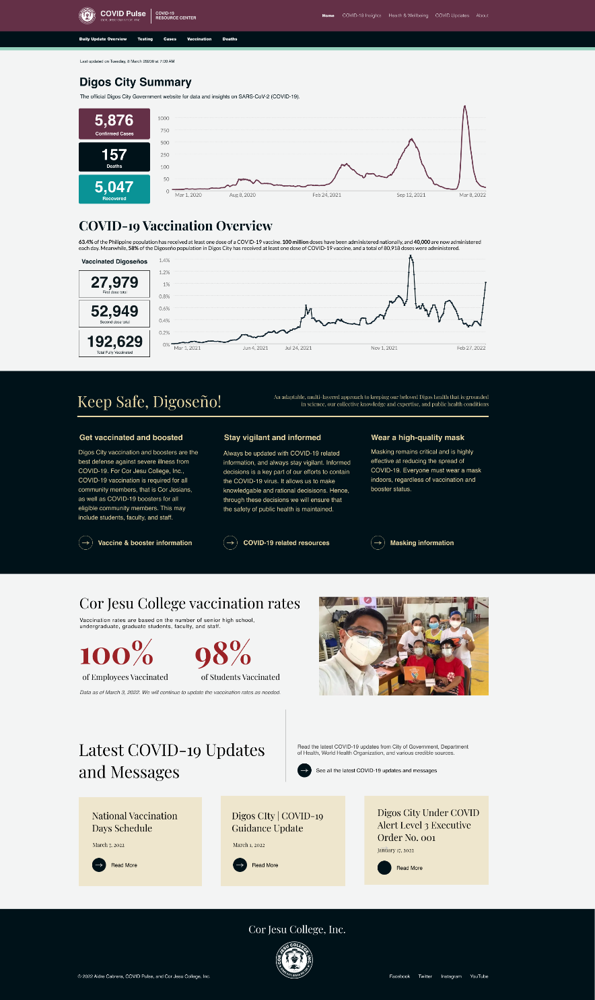 COVID Pulse
COR JESU COLLEGE, INC.
COVID-19
RESOURCE CENTER
Home COVID-19 Insights Health & Wellbeing COVID Updates About
Daily Update Overview Testing Cases Vaccination Deaths
Last updated on Tuesday, 8 March 20200 at 7:00 AM
Digos City Summary
The official Digos City Government website for data and insights on SARS-CoV-2 (COVID-19).
5,876
Confirmed Cases
157
Deaths
5,047
Recovered
1000
750
500
250
100
50
0
Mar 1, 2020 Aug 8, 2020 Feb 24, 2021 Sep 12, 2021 Mar 8, 2022
COVID-19 Vaccination Overview
63.4% of the Philippine population has received at least one dose of a COVID-19 vaccine. 100 million doses have been administered nationally, and 40,000 are now administered
each day. Meanwhile, 58% of the Digoseño population in Digos City has received at least one dose of COVID-19 vaccine, and a total of 80,918 doses were administered.
Vaccinated Digoseños
27,979
First dose total
52,949
Second dose total
192,629
Total Fully Vaccinated
1.4%
1.2%
1%
0.8%
0.6%
0.4%
0.2%
0%
Mar 1, 2021 Jun 4, 2021 Jul 24, 2021 Nov 1, 2021 Feb 27, 2022
Keep Safe, Digoseño!
An adaptable, multi-layered approach to keeping our beloved Digos health that is grounded
in science, our collective knowledge and expertise, and public health conditions
Get vaccinated and boosted
Digos City vaccination and boosters are the
best defense against severe illness from
COVID-19. For Cor Jesu College, Inc.,
COVID-19 vaccination is required for all
community members, that is Cor Jesians,
as well as COVID-19 boosters for all
eligible community members. This may
include students, faculty, and staff.
Vaccine & booster information
Stay vigilant and informed
Always be updated with COVID-19 related
information, and always stay vigilant. Informed
decisions is a key part of our efforts to contain
the COVID-19 virus. It allows us to make
knowledgable and rational decisisons. Hence,
through these decisions we will ensure that
the safety of public health is maintained.
COVID-19 related resources
Wear a high-quality mask
Masking remains critical and is highly
effective at reducing the spread of
COVID-19. Everyone must wear a mask
indoors, regardless of vaccination and
booster status.
Masking information
Cor Jesu College vaccination rates
Vaccination rates are based on the number of senior high school,
undergraduate, graduate students, faculty, and staff.
100% 98%
of Employees Vaccinated of Students Vaccinated
Data as of March 3, 2022. We will continue to update the vaccination rates as needed.
Latest COVID-19 Updates
and Messages
Read the latest COVID-19 updates from City of Government, Department
of Health, World Health Organization, and various credible sources.
See all the latest COVID-19 updates and messages
National Vaccination
Days Schedule
March 7, 2022
Read More
Digos CIty | COVID-19
Guidance Update
March 1, 2022
Read More
Digos City Under COVID
Alert Level 3 Executive
Order No. 001
January 17, 2022
Read More
Cor Jesu College, Inc.
COR JESU COLLEGE, INC.
© 2022 Aidre Cabrera, COVID Pulse, and Cor Jesu College, Inc.
Facebook Twitter Instagram YouTube